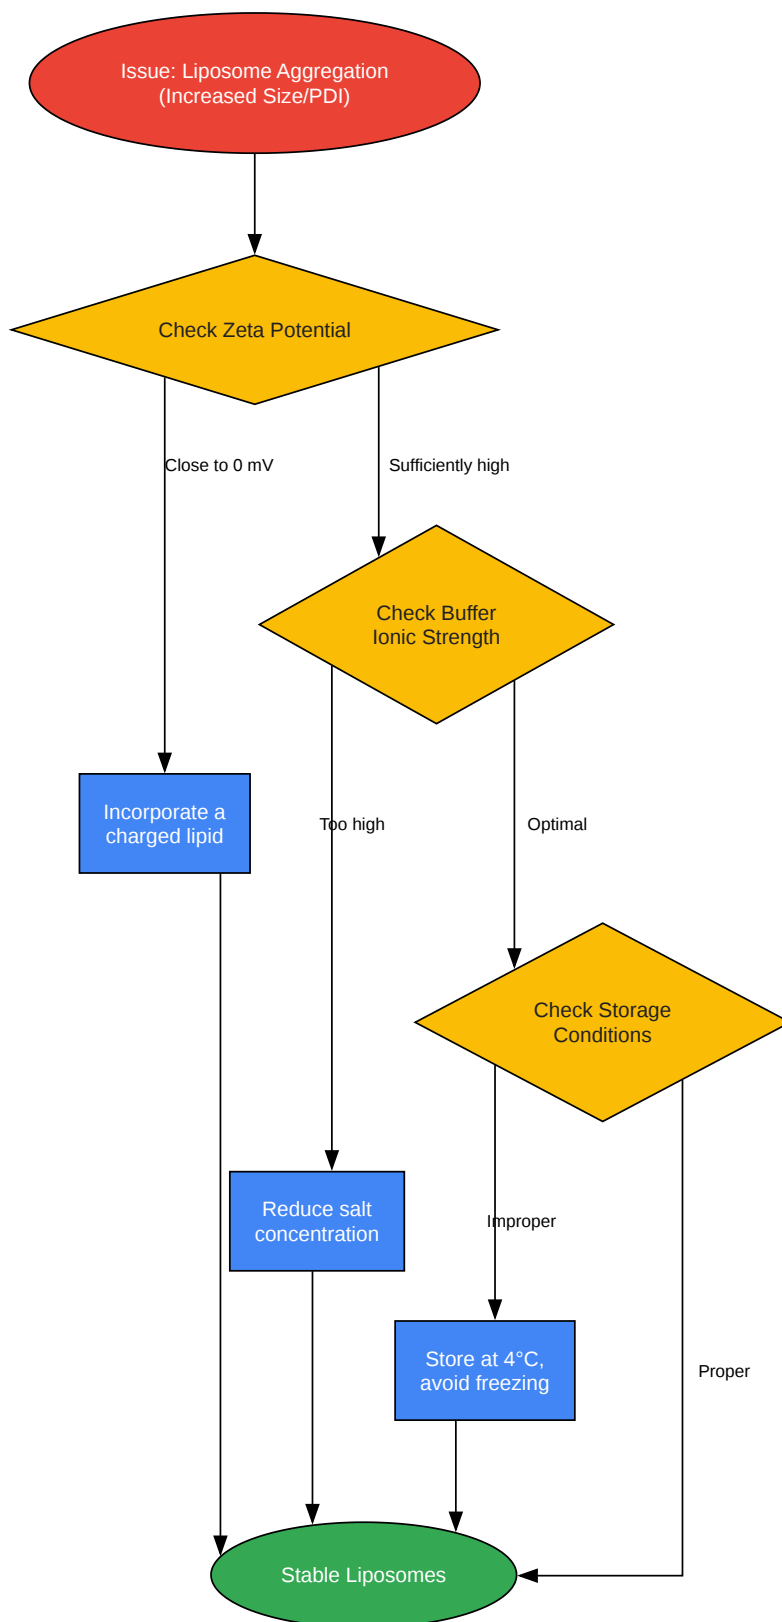 Issue: Liposome Aggregation
(Increased Size/PDI)
Check Zeta Potential
Close to 0 mV
Sufficiently high
Check Buffer
Ionic Strength
Incorporate a
charged lipid
Too high
Optimal
Check Storage
Conditions
Reduce salt
concentration
Improper
Store at 4°C,
avoid freezing
Proper
Stable Liposomes